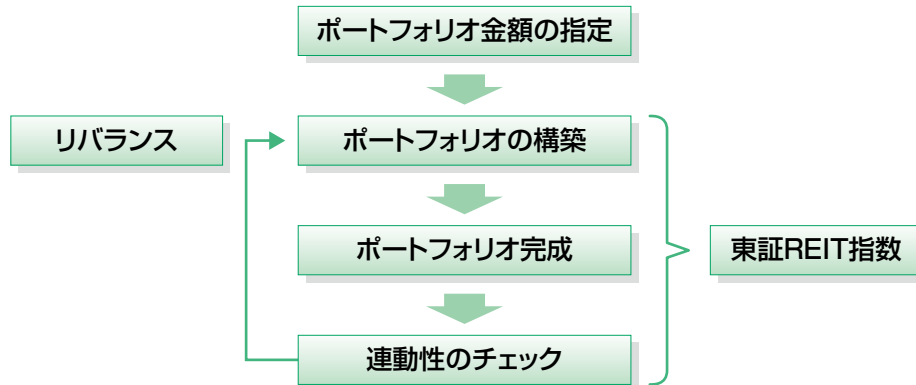 ポートフォリオ金額の指定
リバランス
ポートフォリオの構築
ポートフォリオ完成
東証REIT指数
連動性のチェック